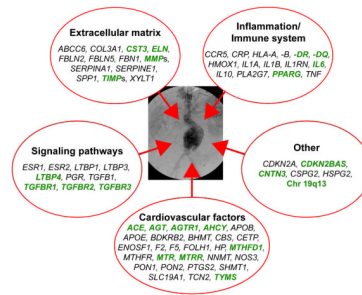 Extracellular matrix
ABCC6, COL3A1, CST3, ELN,
FBLN2, FBLN5, FBN1, MMPs,
SERPINA1, SERPINE1,
SPP1, TIMPs, XYLT1
Inflammation/
Immune system
CCR5, CRP, HLA-A, -B, -DR, -DQ,
HMOX1, IL1A, IL1B, IL1RN, IL6,
IL10, PLA2G7, PPARG, TNF
Signaling pathways
ESR1, ESR2, LTBP1, LTBP3,
LTBP4, PGR, TGFB1,
TGFBR1, TGFBR2, TGFBR3
Other
CDKN2A, CDKN2BAS,
CNTN3, CSPG2, HSPG2,
Chr 19q13
Cardiovascular factors
ACE, AGT, AGTR1, AHCY, APOB,
APOE, BDKRB2, BHMT, CBS, CETP,
ENOSF1, F2, F5, FOLH1, HP, MTHFD1,
MTHFR, MTR, MTRR, NNMT, NOS3,
PON1, PON2, PTGS2, SHMT1,
SLC19A1, TCN2, TYMS